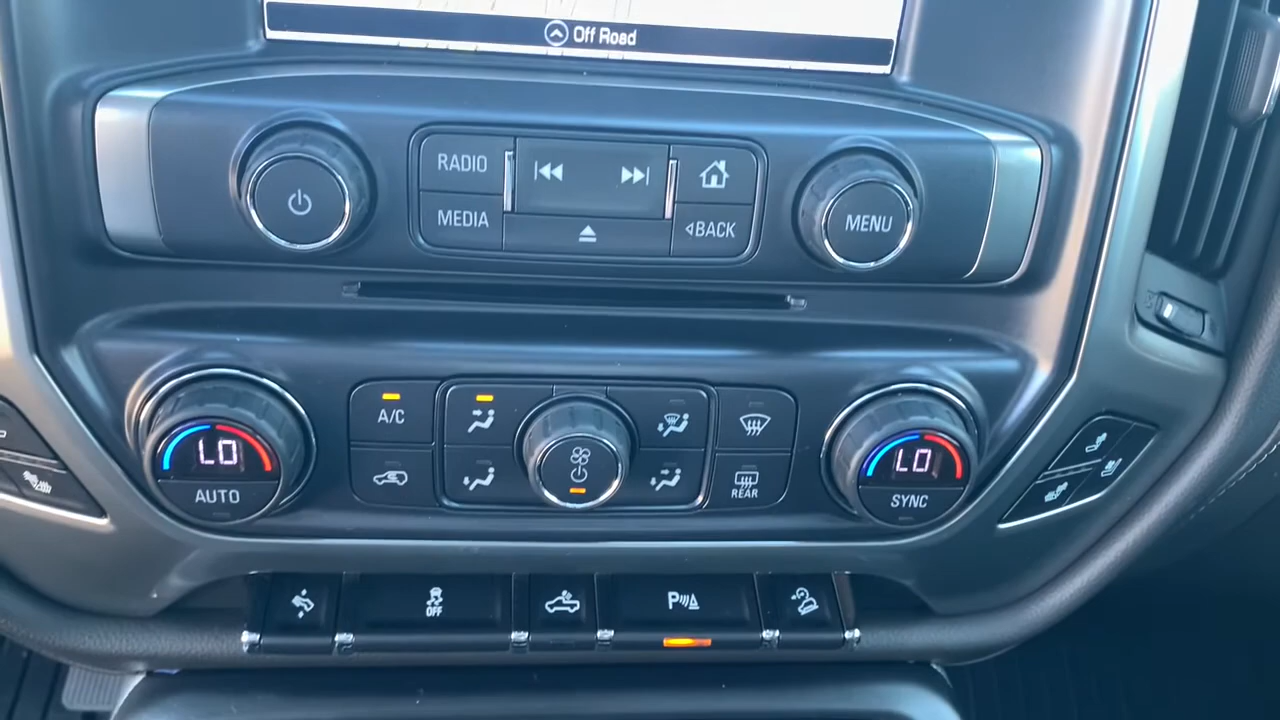 Off Road
RADIO
MEDIA
BACK
MENU
LO
AUTO
A/C
REAR
LO
SYNC
OFF
P